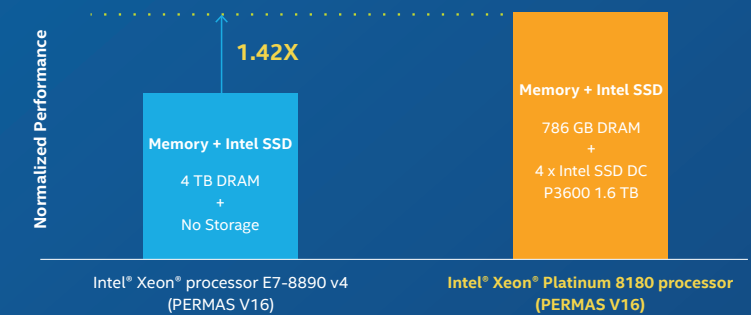 Normalized Performance
1.42X
Memory + Intel SSD
4 TB DRAM
+
No Storage
Memory + Intel SSD
786 GB DRAM
+
4 x Intel SSD DC
P3600 1.6 TB
Intel® Xeon® processor E7-8890 v4
(PERMAS V16)
Intel® Xeon® Platinum 8180 processor
(PERMAS V16)